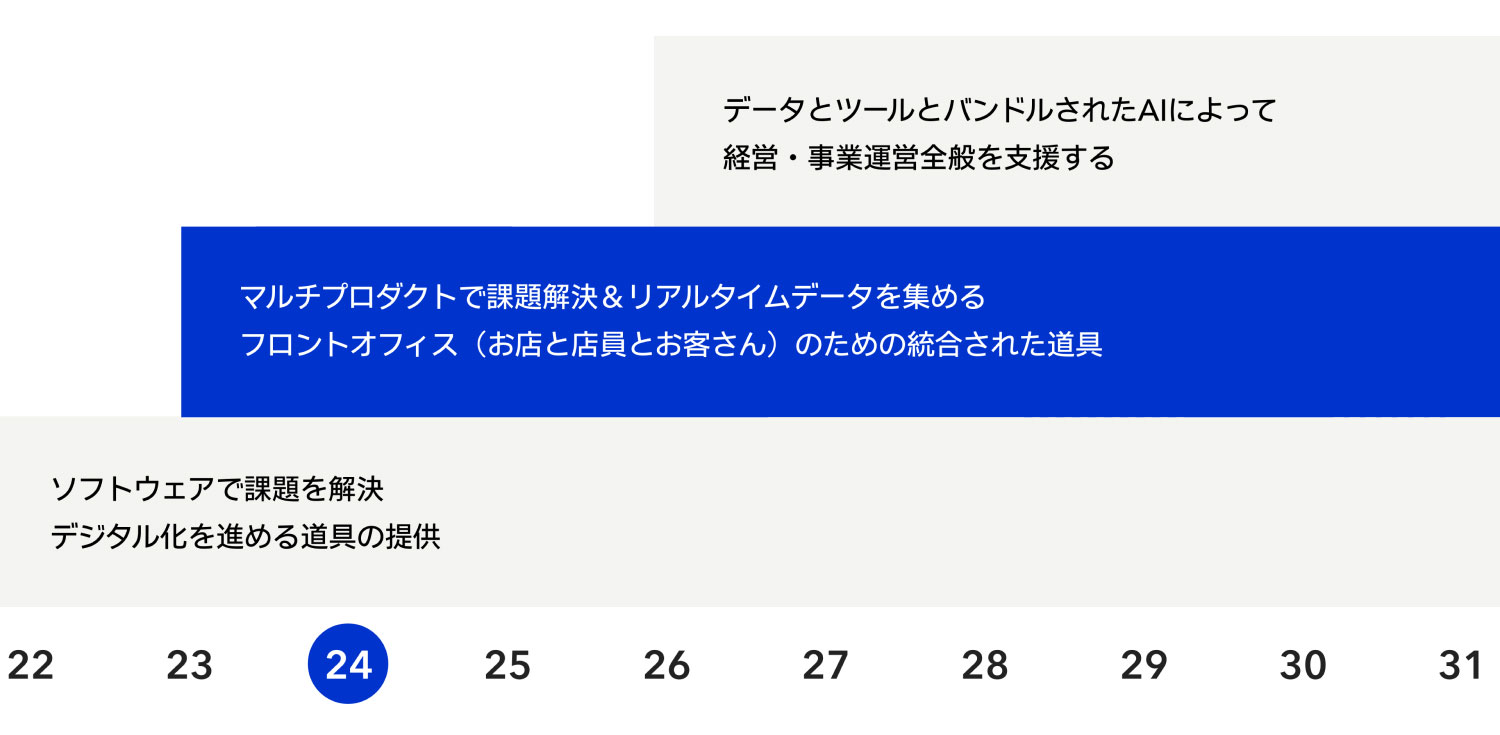 データとツールとバンドルされたAIによって
経営・事業運営全般を支援する
マルチプロダクトで課題解決＆リアルタイムデータを集める
フロントオフィス（お店と店員とお客さん）のための統合された道具
ソフトウェアで課題を解決
デジタル化を進める道具の提供
22 23 24 25 26 27 28 29 30 31